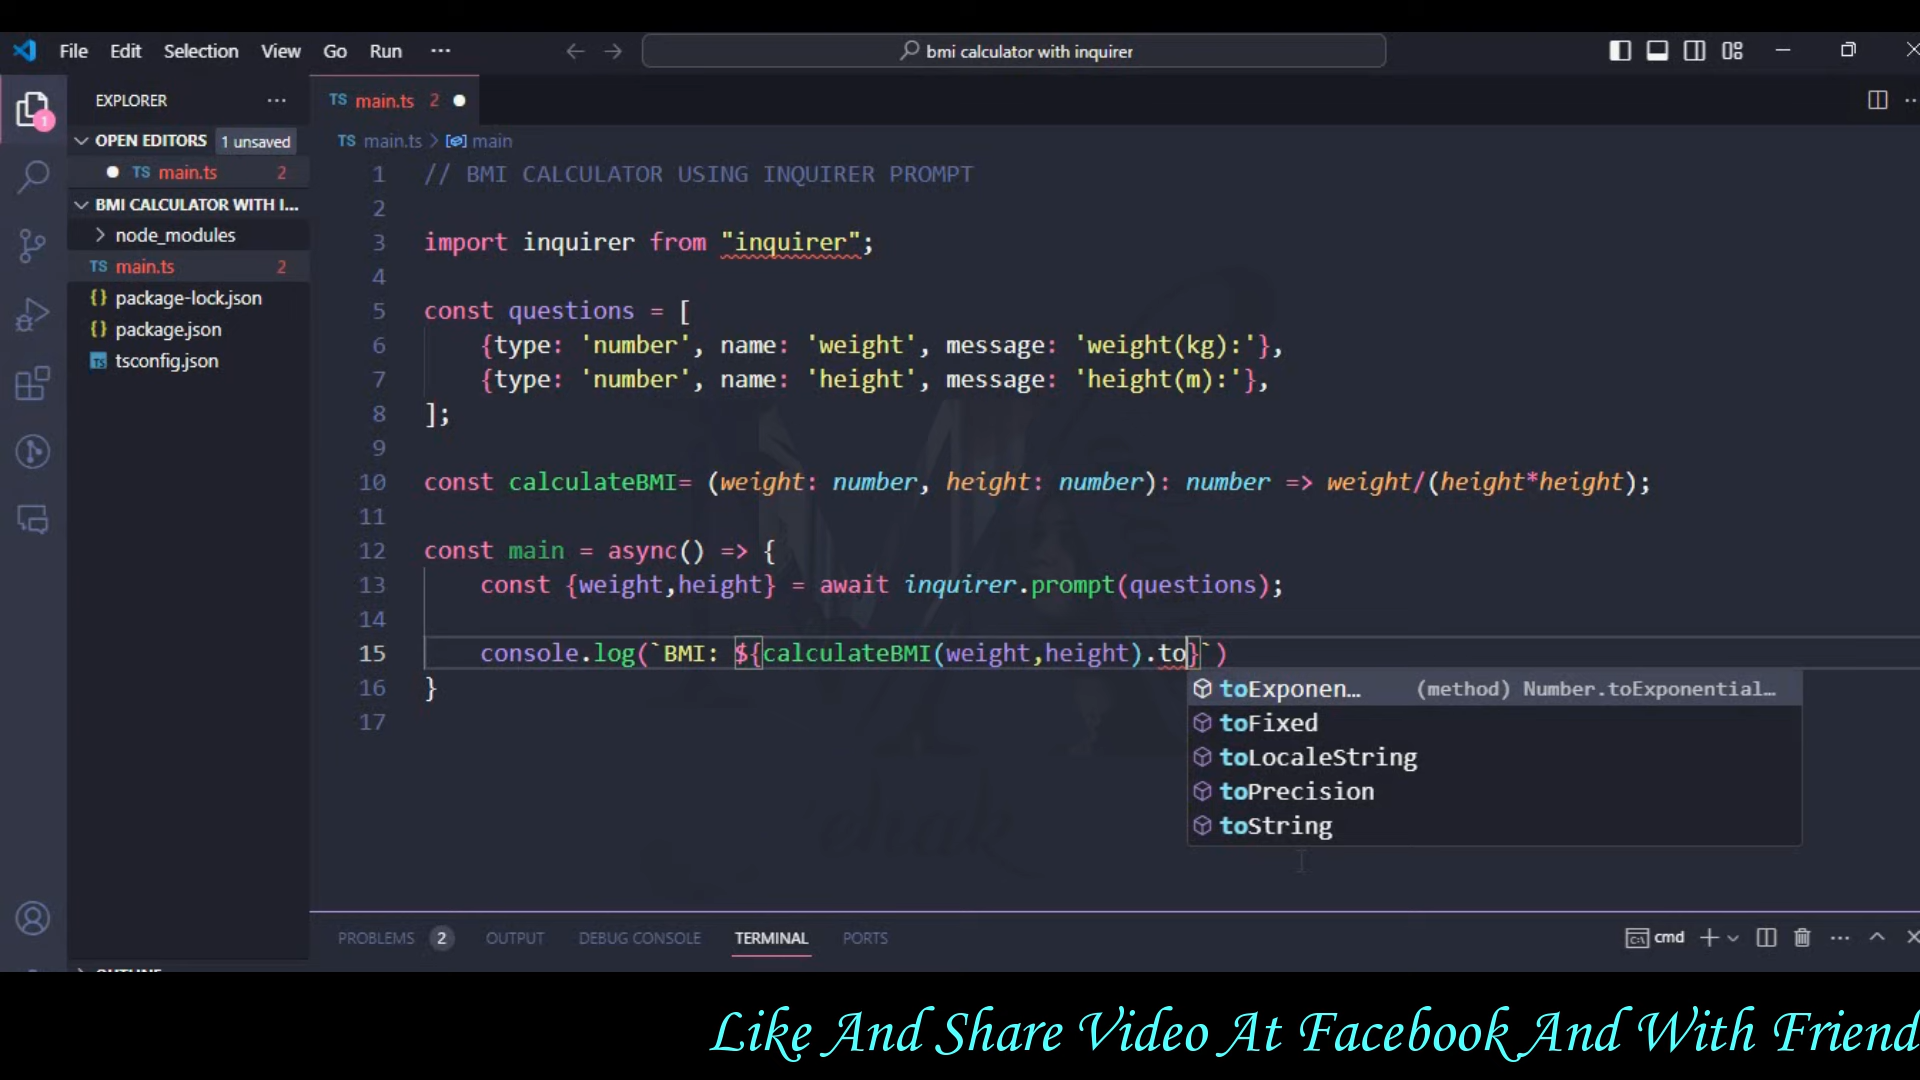 File Edit Selection View Go Run ··· bmi calculator with inquirer
EXPLORER ···
TS main.ts 2
1
OPEN EDITORS 1 unsaved
TS main.ts 2
BMI CALCULATOR WITH I...
node_modules
TS main.ts 2
{} package-lock.json
{} package.json
TS tsconfig.json
TS main.ts > main
1 // BMI CALCULATOR USING INQUIRER PROMPT
2
3 import inquirer from "inquirer";
4
5 const questions = [
6 {type: 'number', name: 'weight', message: 'weight(kg):'},
7 {type: 'number', name: 'height', message: 'height(m):'},
8 ];
9
10 const calculateBMI= (weight: number, height: number): number => weight/(height*height);
11
12 const main = async() => {
13 const {weight,height} = await inquirer.prompt(questions);
14
15 console.log(`BMI: ${calculateBMI(weight,height).to}`)
16 }
17
toExponen... (method) Number.toExponential...
toFixed
toLocaleString
toPrecision
toString
PROBLEMS 2 OUTPUT DEBUG CONSOLE TERMINAL PORTS cmd
Like And Share Video At Facebook And With Friend